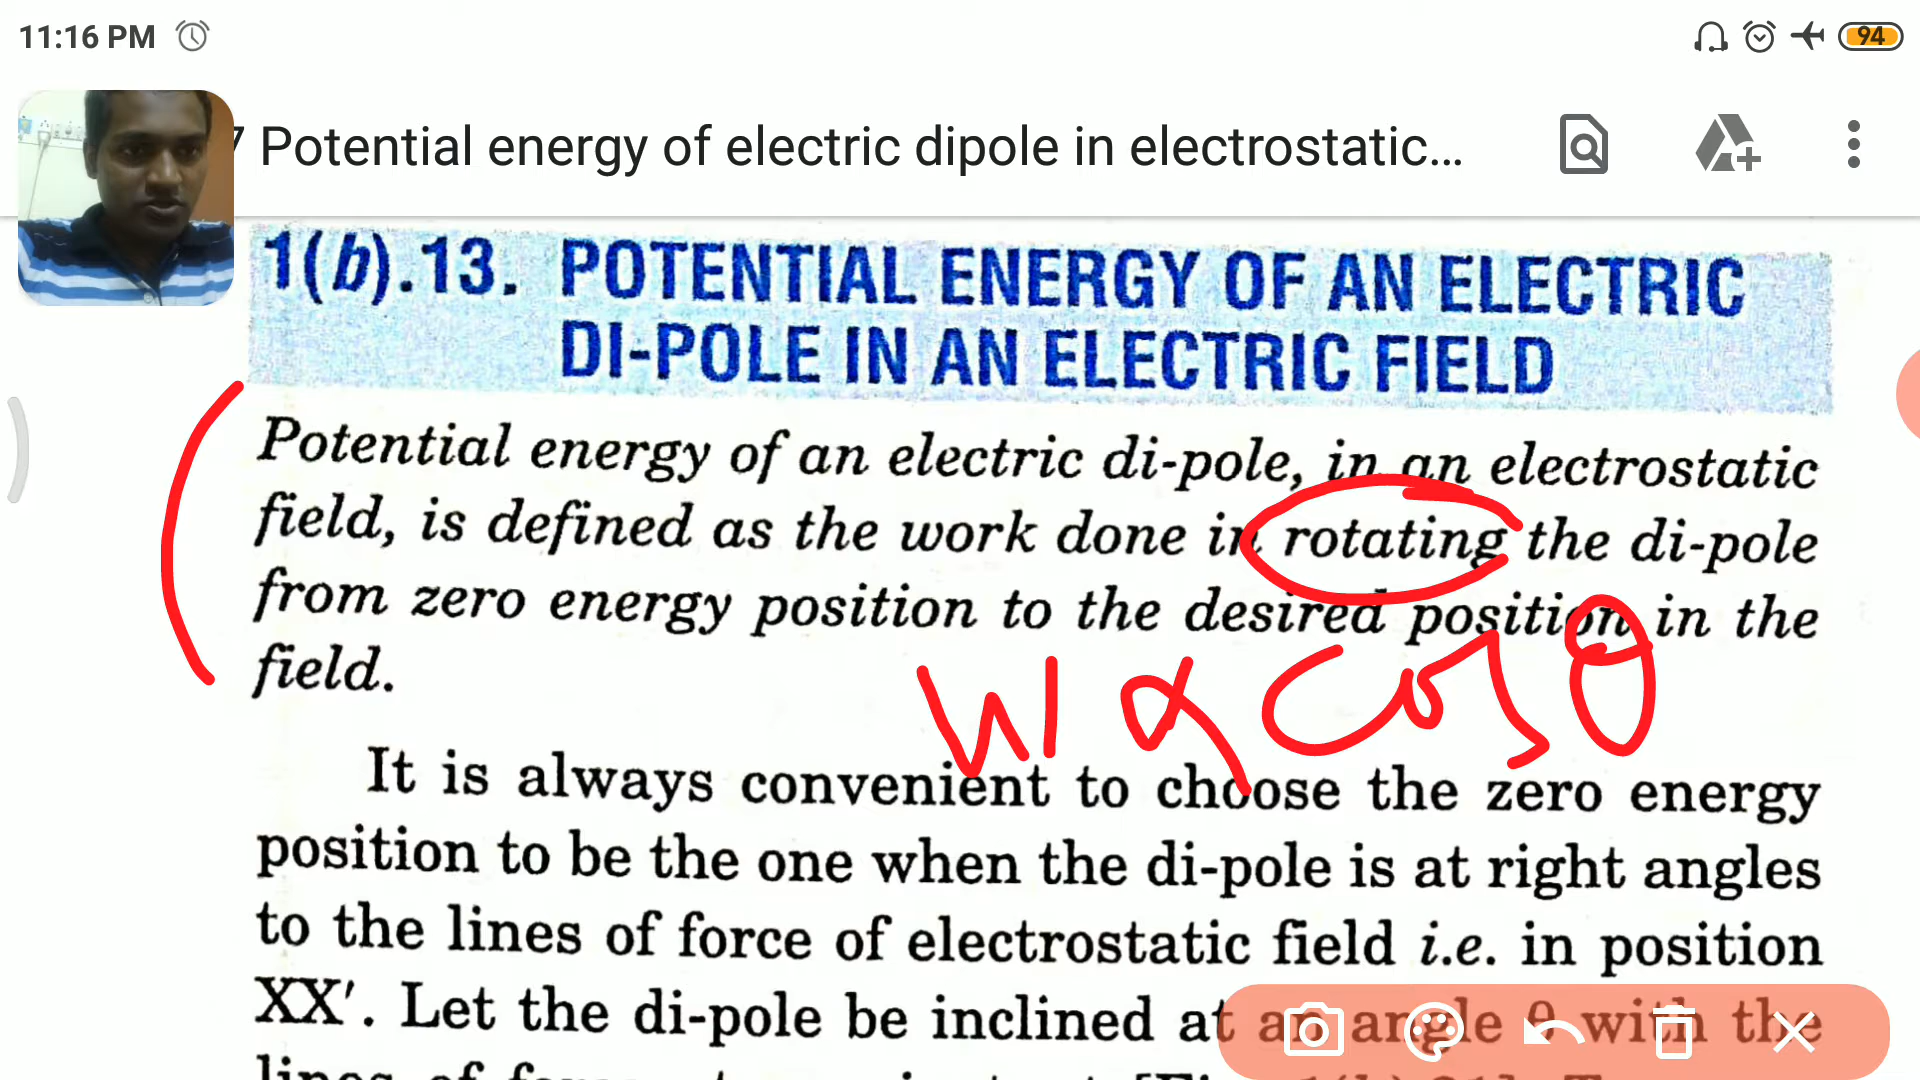 11:16 PM 94
Potential energy of electric dipole in electrostatic...
1(b).13. POTENTIAL ENERGY OF AN ELECTRIC
DI-POLE IN AN ELECTRIC FIELD
Potential energy of an electric di-pole, in an electrostatic
field, is defined as the work done in rotating the di-pole
from zero energy position to the desired position in the
field.
W α cosθ
It is always convenient to choose the zero energy
position to be the one when the di-pole is at right angles
to the lines of force of electrostatic field i.e. in position
XX′. Let the di-pole be inclined at an angle θ with the
lines of